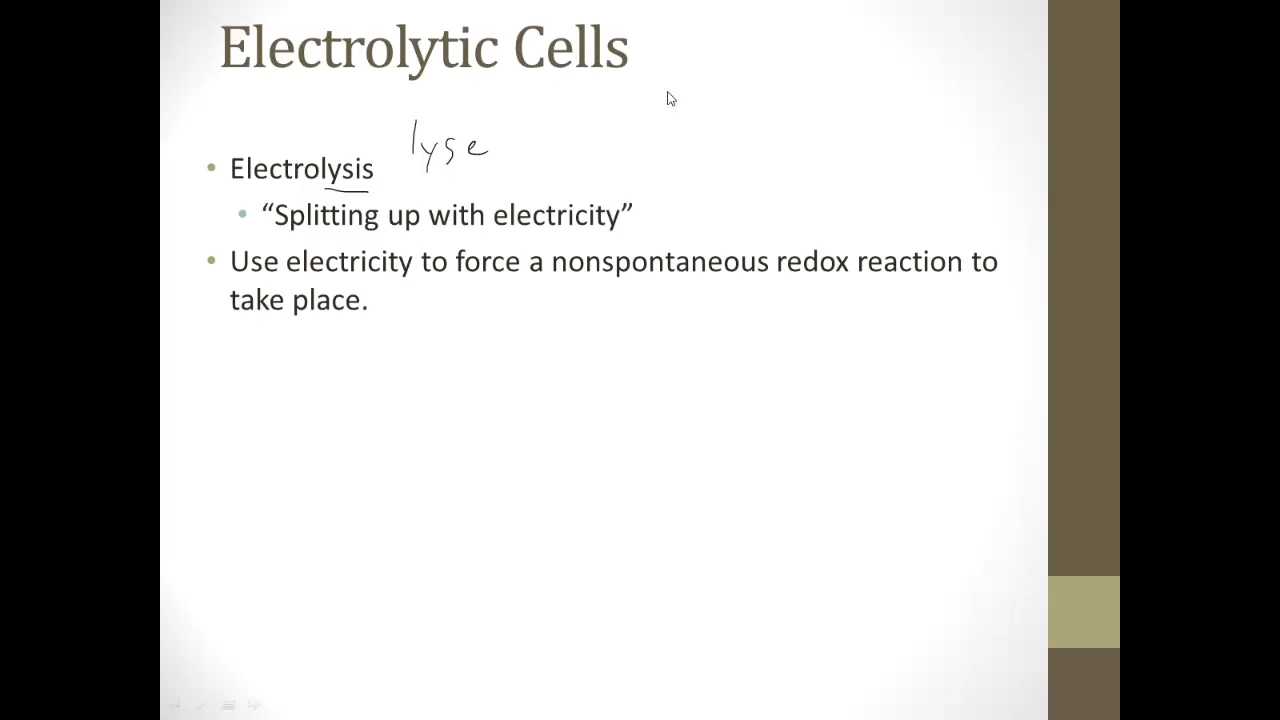 Electrolytic Cells
lyse
• Electrolysis
• “Splitting up with electricity”
• Use electricity to force a nonspontaneous redox reaction to
take place.